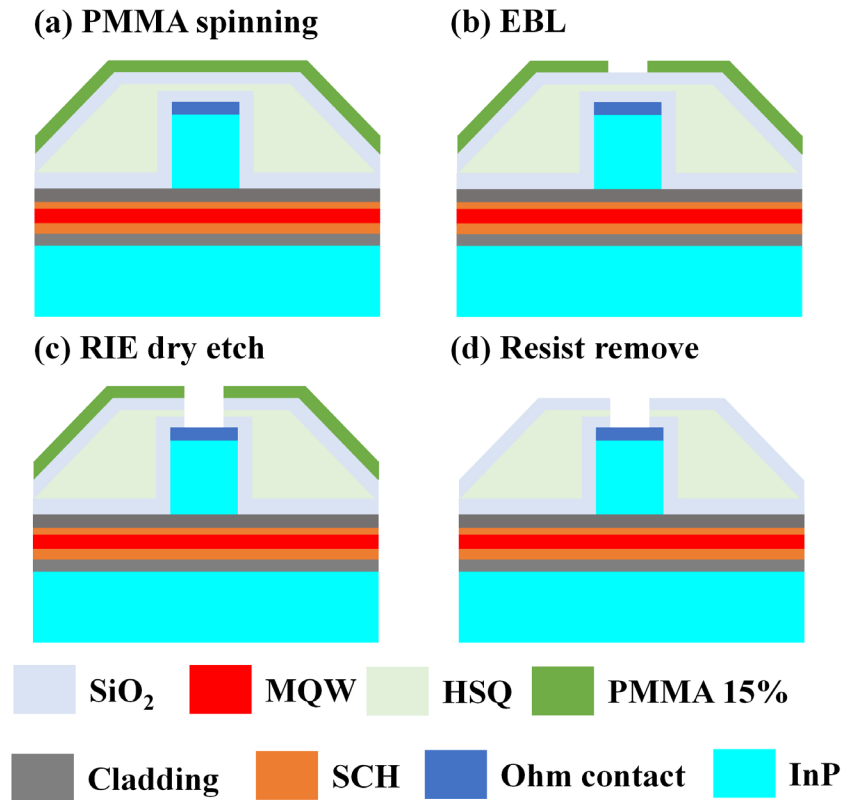 (a) PMMA spinning
(b) EBL
(c) RIE dry etch
(d) Resist remove
SiO₂
MQW
HSQ
PMMA 15%
Cladding
SCH
Ohm contact
InP